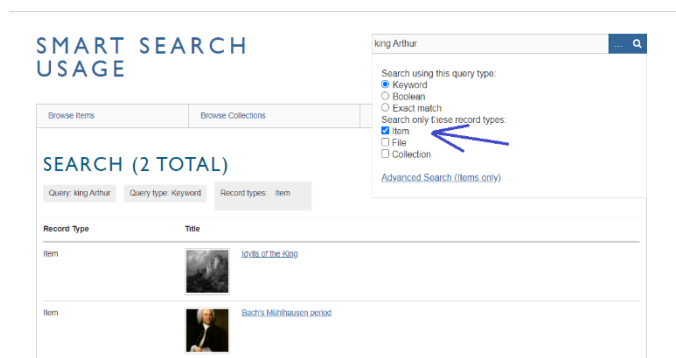 SMART SEARCH
USAGE
king Arthur
...
Search using this query type:
Keyword
Boolean
Exact match
Search only these record types:
Item
File
Collection
Advanced Search (Items only)
Browse Items
Browse Collections
SEARCH (2 TOTAL)
Query: king Arthur
Query type: Keyword
Record types: Item
Record Type Title
Item Idylls of the King
Item Bach's Mühlhausen period